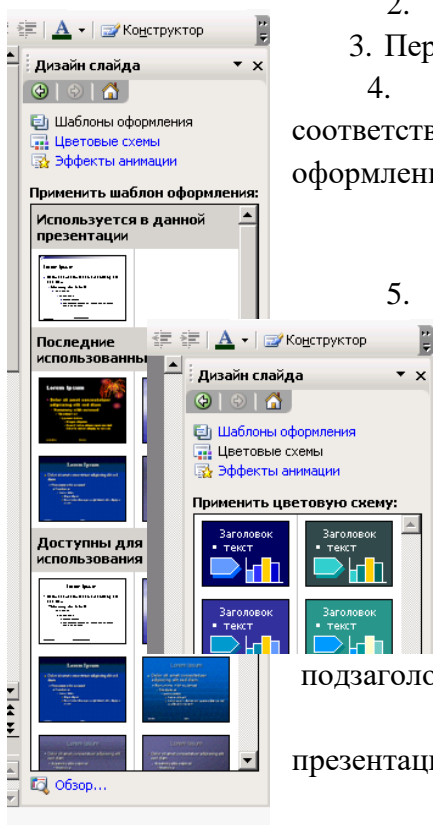 Конструктор
Дизайн слайда
Шаблоны оформления
Цветовые схемы
Эффекты анимации
Применить шаблон оформления:
Используется в данной
презентации
Последние
использованны
Доступны для
использования
Обзор...
2.
3. Пер
4.
соответств
оформлени
5.
Конструктор
Дизайн слайда
Шаблоны оформления
Цветовые схемы
Эффекты анимации
Применить цветовую схему:
Заголовок
текст
Заголовок
текст
Заголовок
текст
Заголовок
текст
подзаголо
презентаци